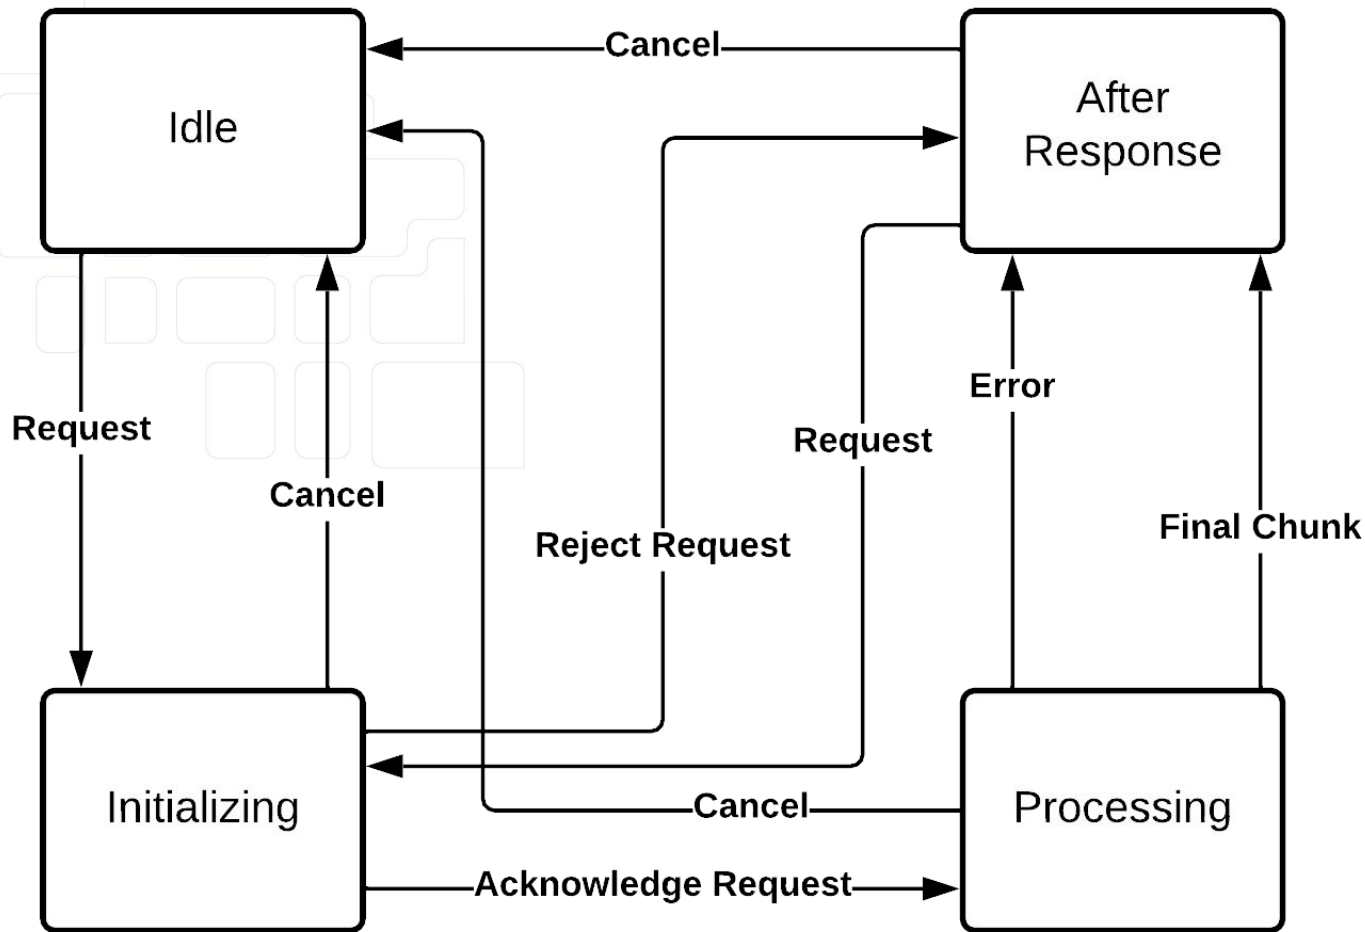 Cancel
Idle
After
Response
Request
Cancel
Error
Request
Reject Request
Final Chunk
Initializing
Cancel
Processing
Acknowledge Request